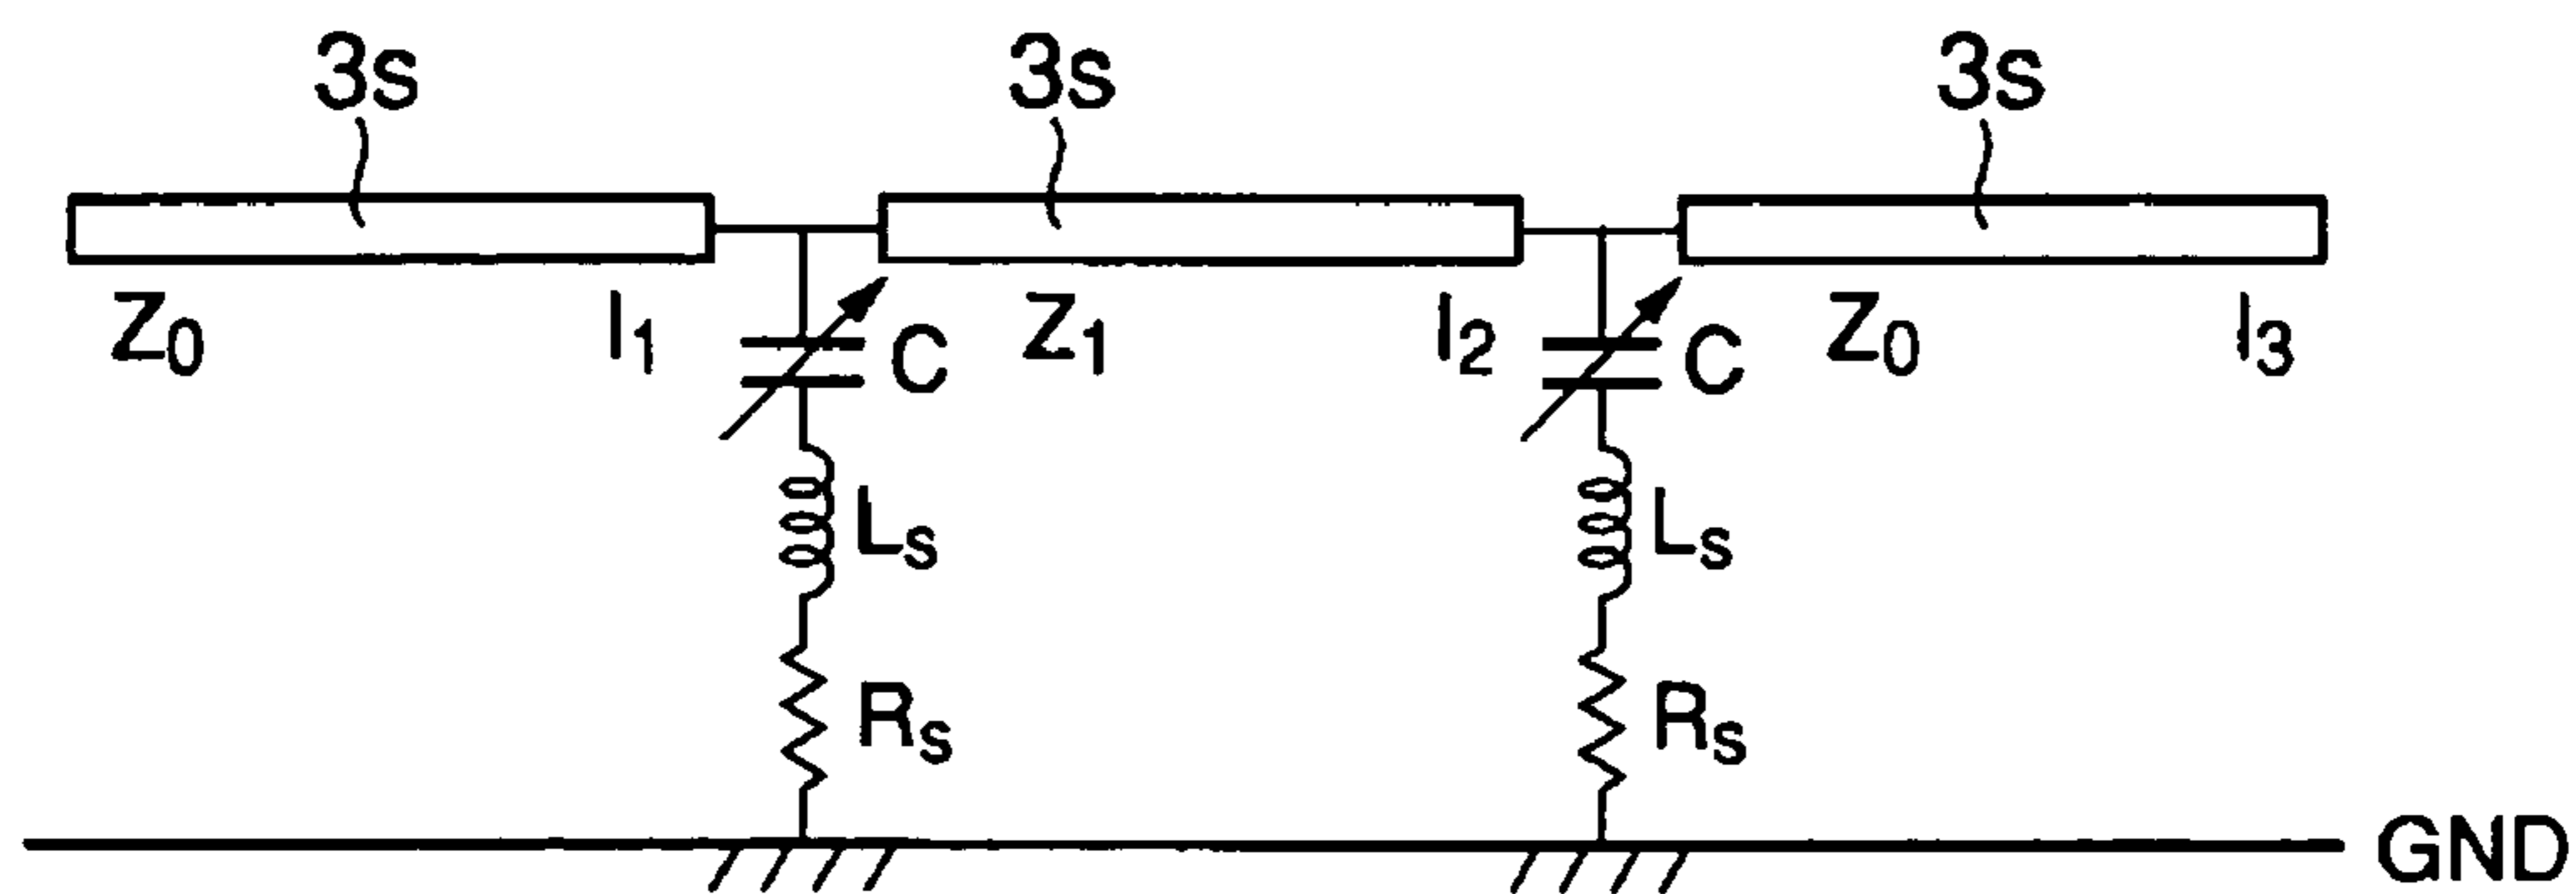 3s 3s 3s
Z₀ l₁ C Z₁ l₂ C Z₀ l₃
Lₛ Lₛ
Rₛ Rₛ
GND